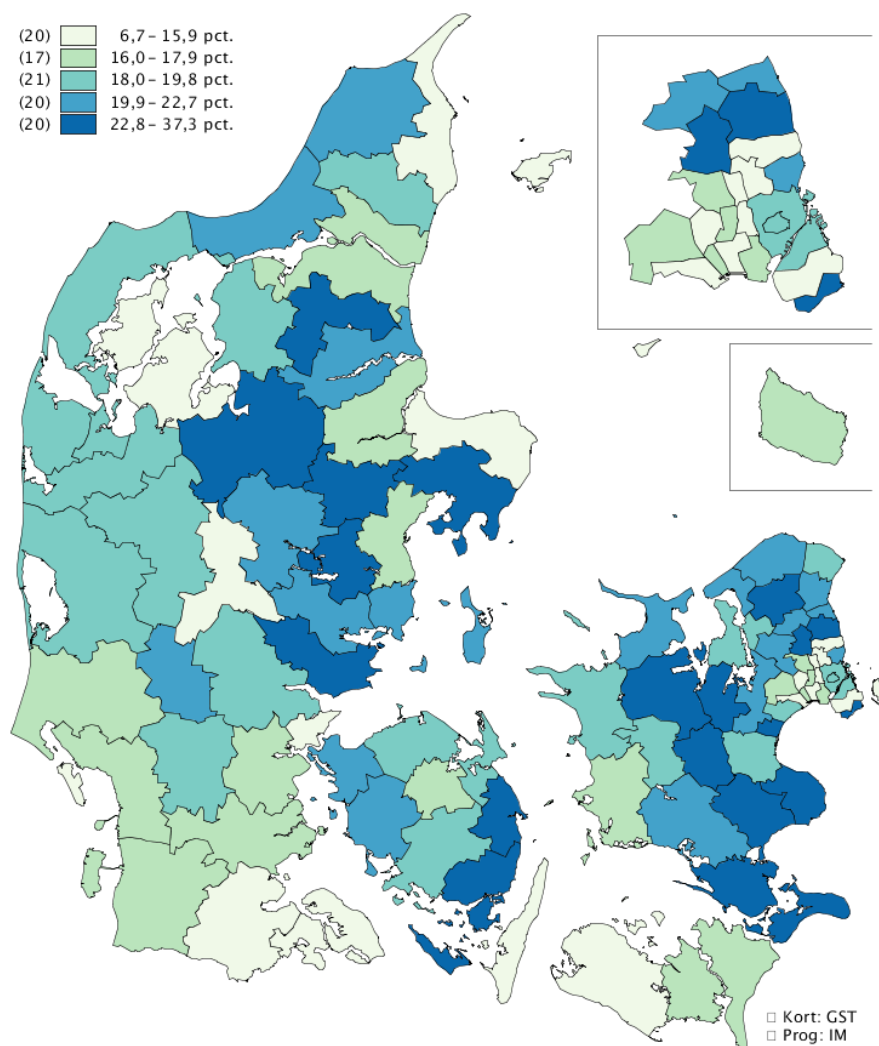 (20) 6,7– 15,9 pct.
(17) 16,0– 17,9 pct.
(21) 18,0– 19,8 pct.
(20) 19,9– 22,7 pct.
(20) 22,8– 37,3 pct.
□ Kort: GST
□ Prog: IM